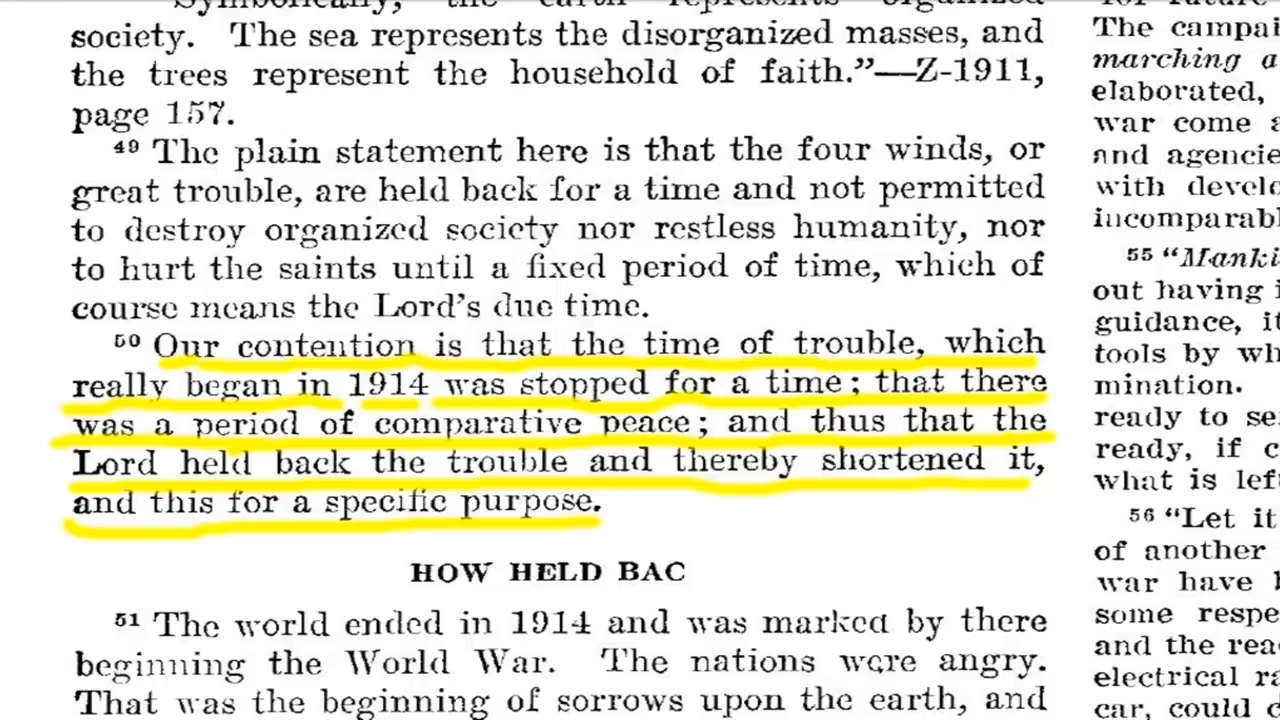 "Symbolically, the earth represents organized
society. The sea represents the disorganized masses, and
the trees represent the household of faith."—Z-1911,
page 157.
49 The plain statement here is that the four winds, or
great trouble, are held back for a time and not permitted
to destroy organized society nor restless humanity, nor
to hurt the saints until a fixed period of time, which of
course means the Lord's due time.
50 Our contention is that the time of trouble, which
really began in 1914 was stopped for a time; that there
was a period of comparative peace; and thus that the
Lord held back the trouble and thereby shortened it,
and this for a specific purpose.
HOW HELD BAC
51 The world ended in 1914 and was marked by there
beginning the World War. The nations were angry.
That was the beginning of sorrows upon the earth, and
for future
The campai
marching a
elaborated,
war come a
and agencie
with develo
incomparabl
55 "Manki
out having i
guidance, it
tools by wh
mination.
ready to se
ready, if c
what is lef
56 "Let it
of another
war have
some respe
and the rea
electrical ra
car, could c